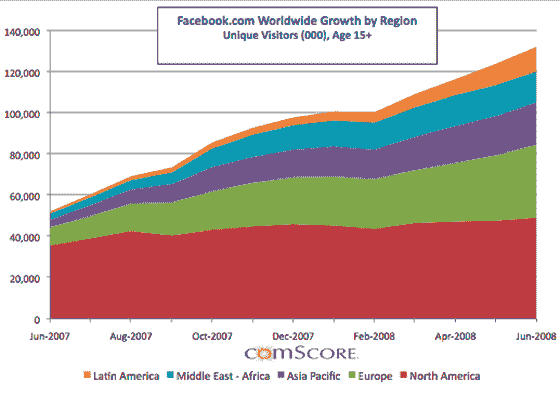 Facebook.com Worldwide Growth by Region
Unique Visitors (000), Age 15+
140,000
120,000
100,000
80,000
60,000
40,000
20,000
0
Jun-2007 Aug-2007 Oct-2007 Dec-2007 Feb-2008 Apr-2008 Jun-2008
comScore
Latin America Middle East - Africa Asia Pacific Europe North America